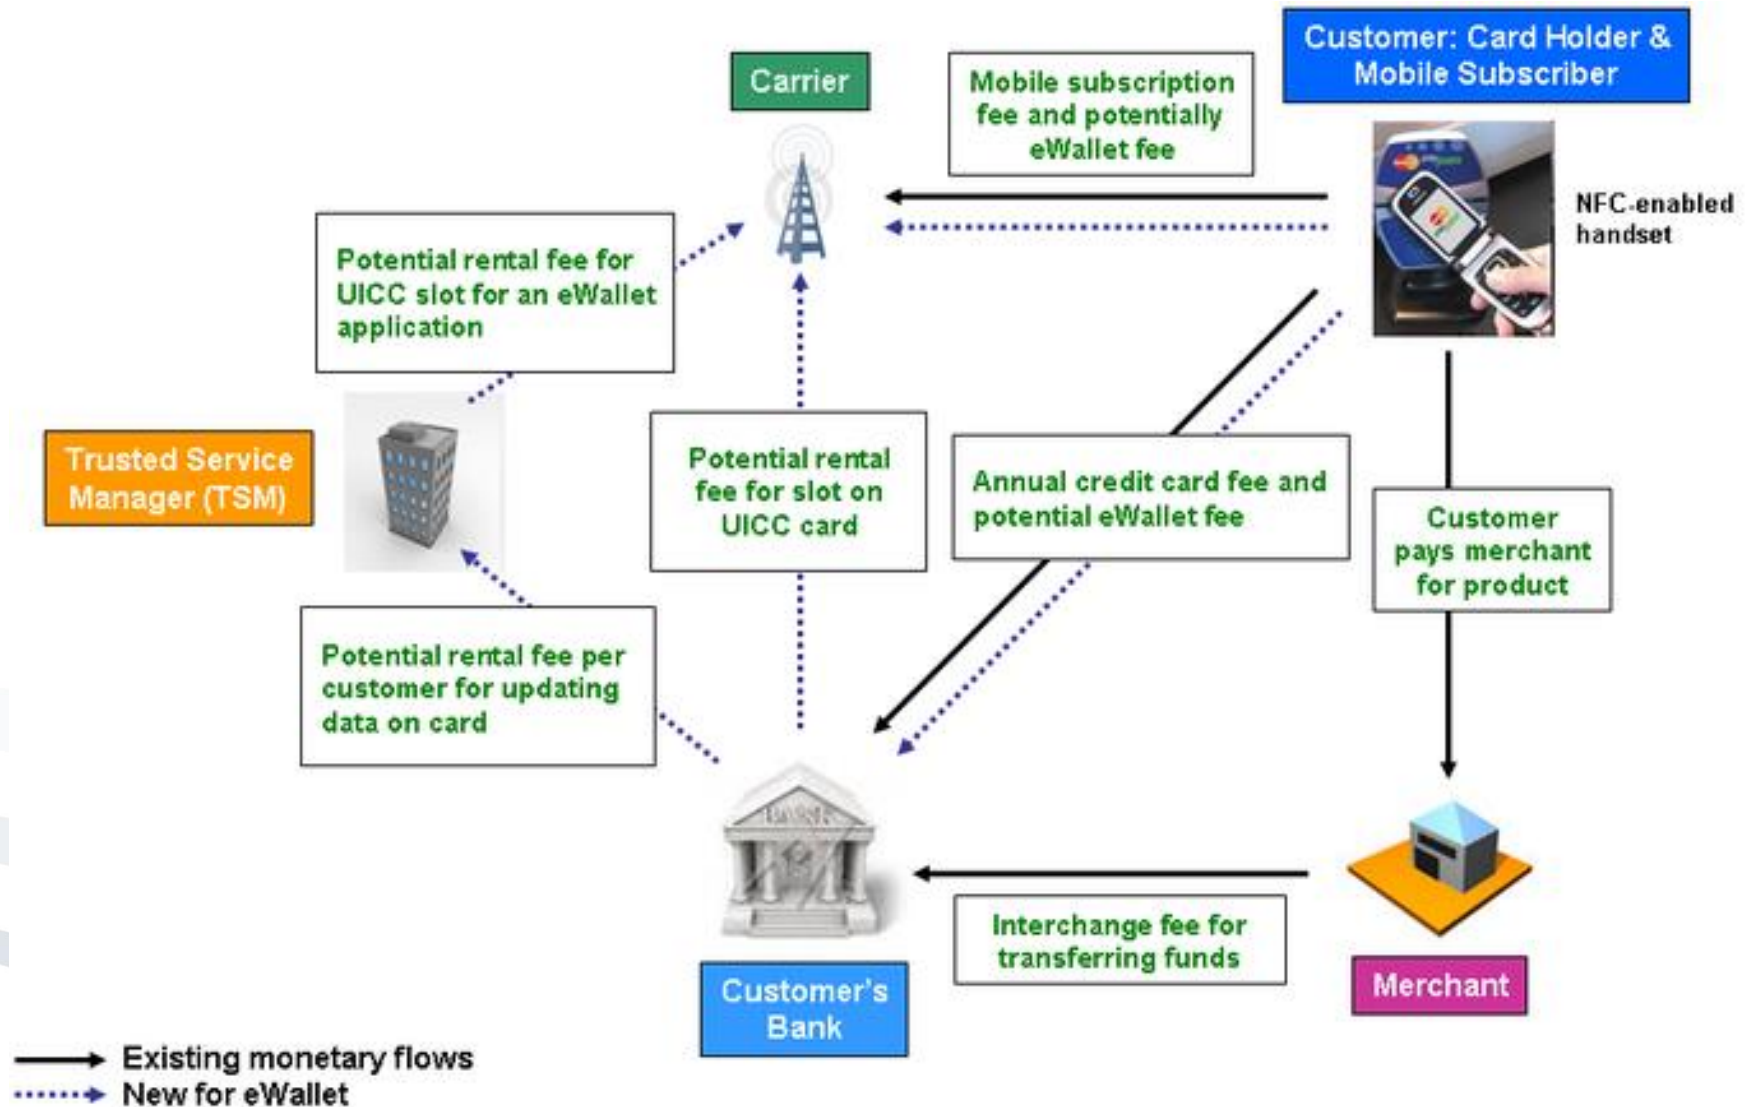 Customer: Card Holder &
Mobile Subscriber
Carrier
Mobile subscription
fee and potentially
eWallet fee
NFC-enabled
handset
Potential rental fee for
UICC slot for an eWallet
application
Trusted Service
Manager (TSM)
Potential rental
fee for slot on
UICC card
Annual credit card fee and
potential eWallet fee
Customer
pays merchant
for product
Potential rental fee per
customer for updating
data on card
Interchange fee for
transferring funds
Customer's
Bank
Merchant
Existing monetary flows
New for eWallet